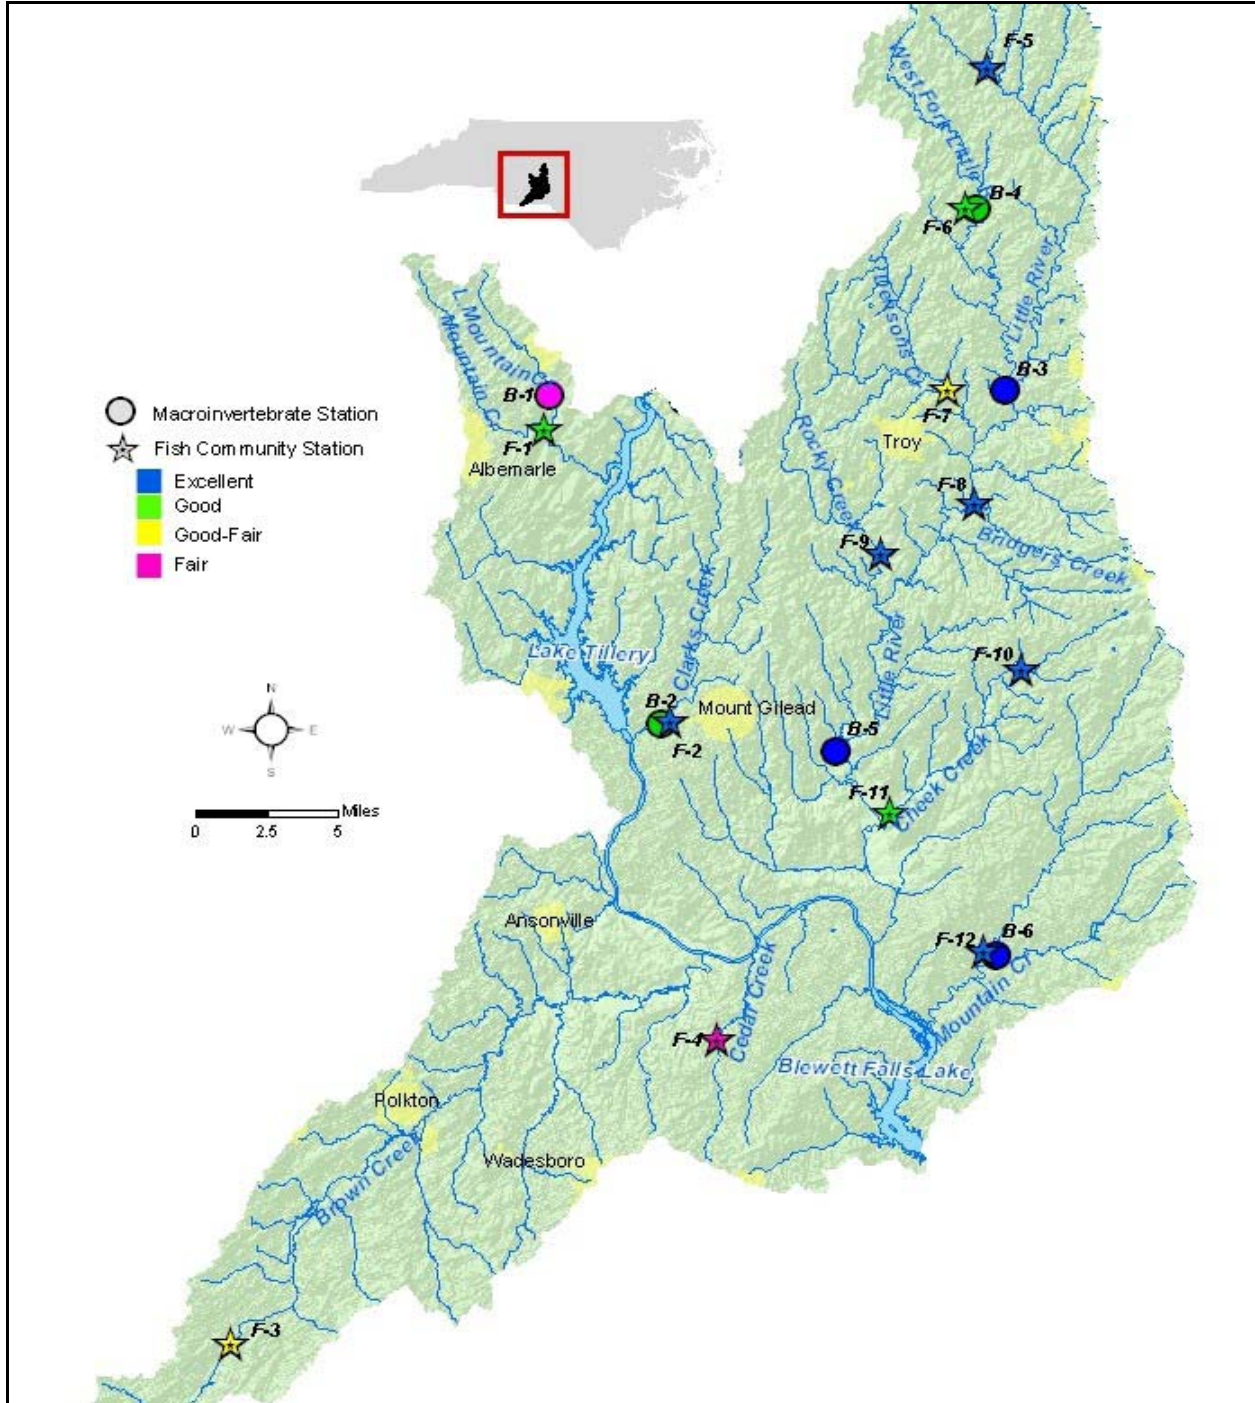 F-5
West Fork Little
B-4
F-6
Little River
B-3
F-7
L. Mountain Cr
Mountain Cr
B-1
F-1
Albemarle
Macroinvertebrate Station
Fish Community Station
Excellent
Good
Good-Fair
Fair
Troy
Rocky Creek
F-8
F-9
Bridgers Creek
Clarks Creek
Lake Tillery
Little River
F-10
N
W
E
S
B-2
F-2
Mount Gilead
B-5
F-11
Cheek Creek
Miles
0 2.5 5
Ansonville
F-12
B-6
Mountain Cr
Cedar Creek
F-4
Blewett Falls Lake
Polkton
Brown Creek
Wadesboro
F-3